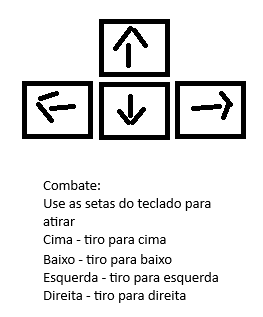 Combate:
Use as setas do teclado para
atirar
Cima - tiro para cima
Baixo - tiro para baixo
Esquerda - tiro para esquerda
Direita - tiro para direita